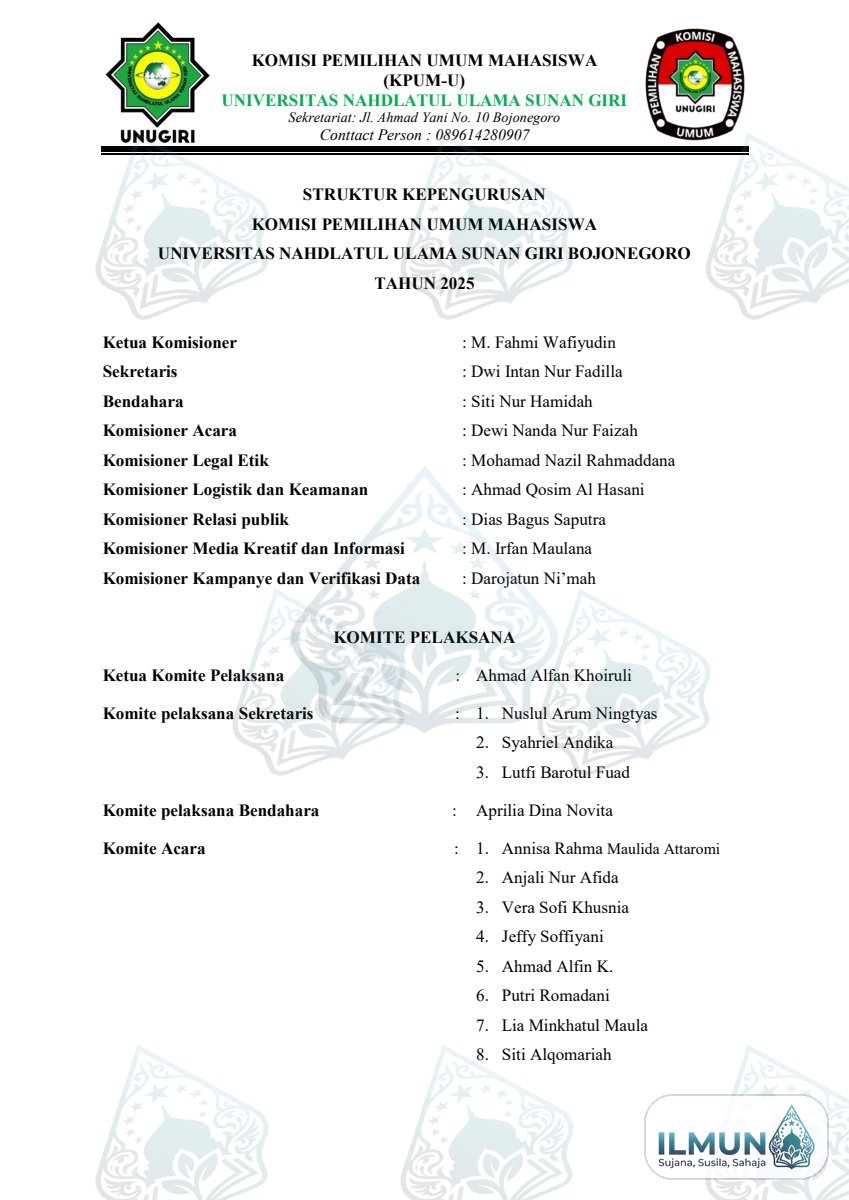 KOMISI PEMILIHAN UMUM MAHASISWA
(KPUM-U)
UNIVERSITAS NAHDLATUL ULAMA SUNAN GIRI
Sekretariat: Jl. Ahmad Yani No. 10 Bojonegoro
Conttact Person : 089614280907
UNIVERSITAS NAHDLATUL ULAMA SUNAN GIRI
UNUGIRI
KOMISI
PEMILIHAN
MAHASISWA
UNUGIRI
UMUM
STRUKTUR KEPENGURUSAN
KOMISI PEMILIHAN UMUM MAHASISWA
UNIVERSITAS NAHDLATUL ULAMA SUNAN GIRI BOJONEGORO
TAHUN 2025
Ketua Komisioner : M. Fahmi Wafiyudin
Sekretaris : Dwi Intan Nur Fadilla
Bendahara : Siti Nur Hamidah
Komisioner Acara : Dewi Nanda Nur Faizah
Komisioner Legal Etik : Mohamad Nazil Rahmaddana
Komisioner Logistik dan Keamanan : Ahmad Qosim Al Hasani
Komisioner Relasi publik : Dias Bagus Saputra
Komisioner Media Kreatif dan Informasi : M. Irfan Maulana
Komisioner Kampanye dan Verifikasi Data : Darojatun Ni’mah
KOMITE PELAKSANA
Ketua Komite Pelaksana : Ahmad Alfan Khoiruli
Komite pelaksana Sekretaris : 1. Nuslul Arum Ningtyas
2. Syahriel Andika
3. Lutfi Barotul Fuad
Komite pelaksana Bendahara : Aprilia Dina Novita
Komite Acara : 1. Annisa Rahma Maulida Attaromi
2. Anjali Nur Afida
3. Vera Sofi Khusnia
4. Jeffy Soffiyani
5. Ahmad Alfin K.
6. Putri Romadani
7. Lia Minkhatul Maula
8. Siti Alqomariah
ILMUN
Sujana, Susila, Sahaja